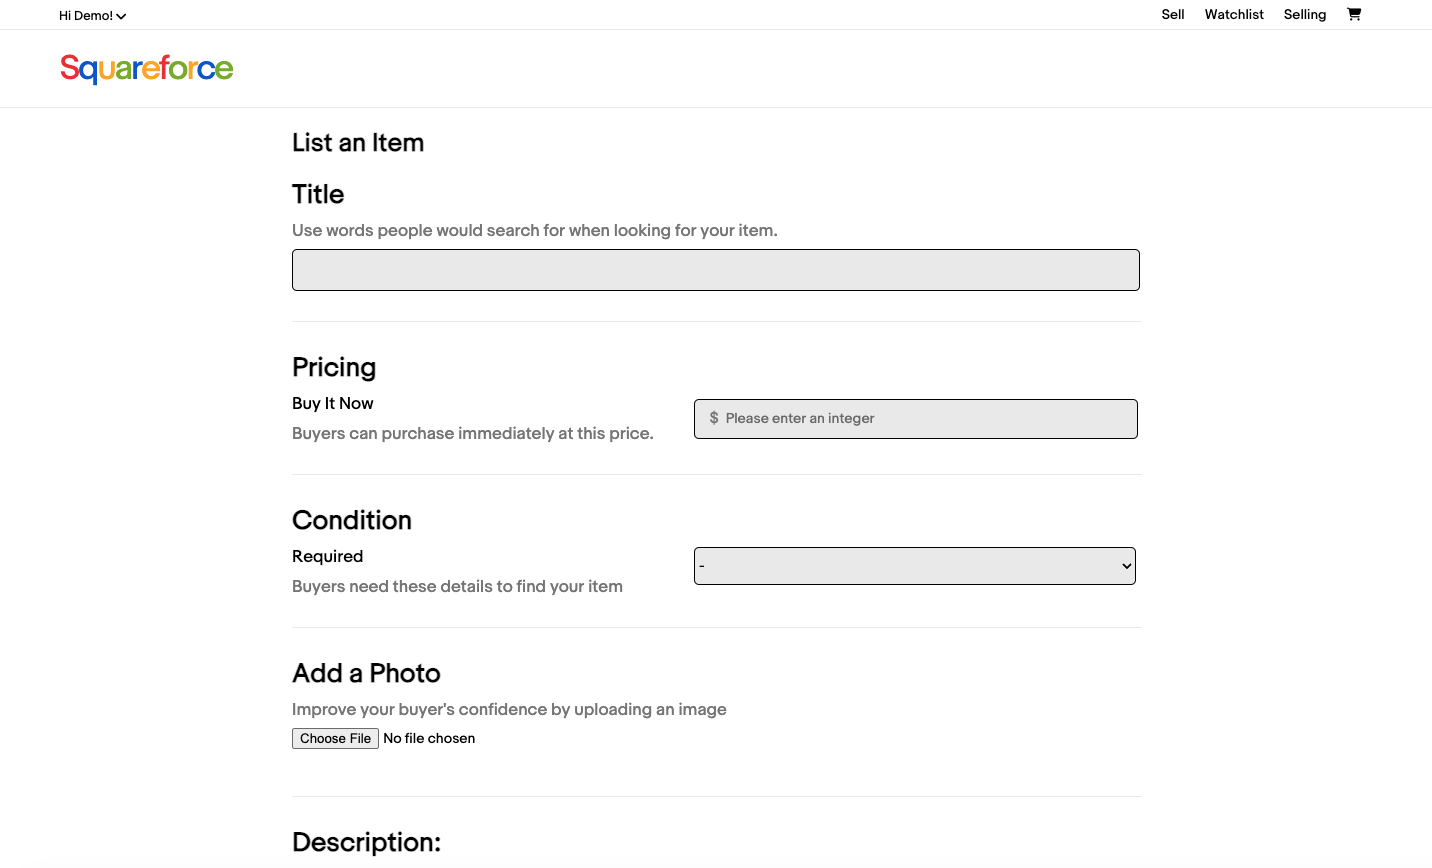 Hi Demo!
Sell Watchlist Selling
Squareforce
List an Item
Title
Use words people would search for when looking for your item.
Pricing
Buy It Now
Buyers can purchase immediately at this price.
$ Please enter an integer
Condition
Required
Buyers need these details to find your item
-
Add a Photo
Improve your buyer's confidence by uploading an image
Choose File No file chosen
Description: